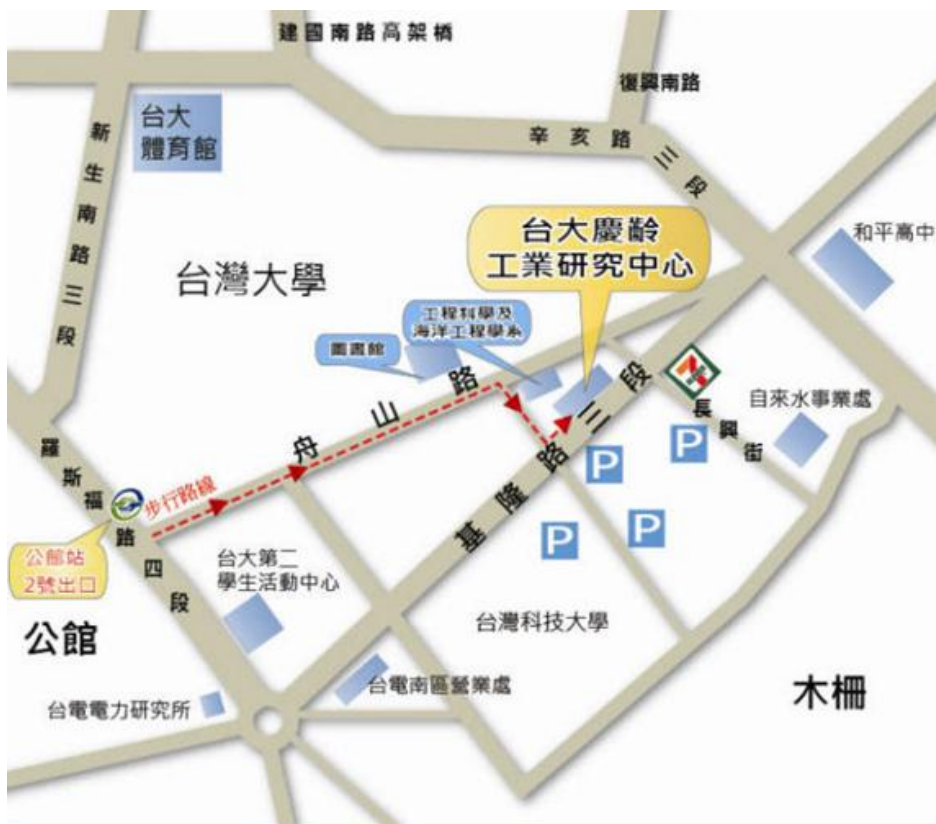 建國南路高架橋
復興南路
台大
體育館
辛亥路三段
新生南路三段
台大慶齡
工業研究中心
和平高中
台灣大學
工程科學及
海洋工程學系
圖書館
舟山路
基隆路三段
7
長興街
自來水事業處
P
P
P
P
羅斯福路四段
步行路線
公館站
2號出口
台大第二
學生活動中心
公館
台灣科技大學
台電南區營業處
台電電力研究所
木柵